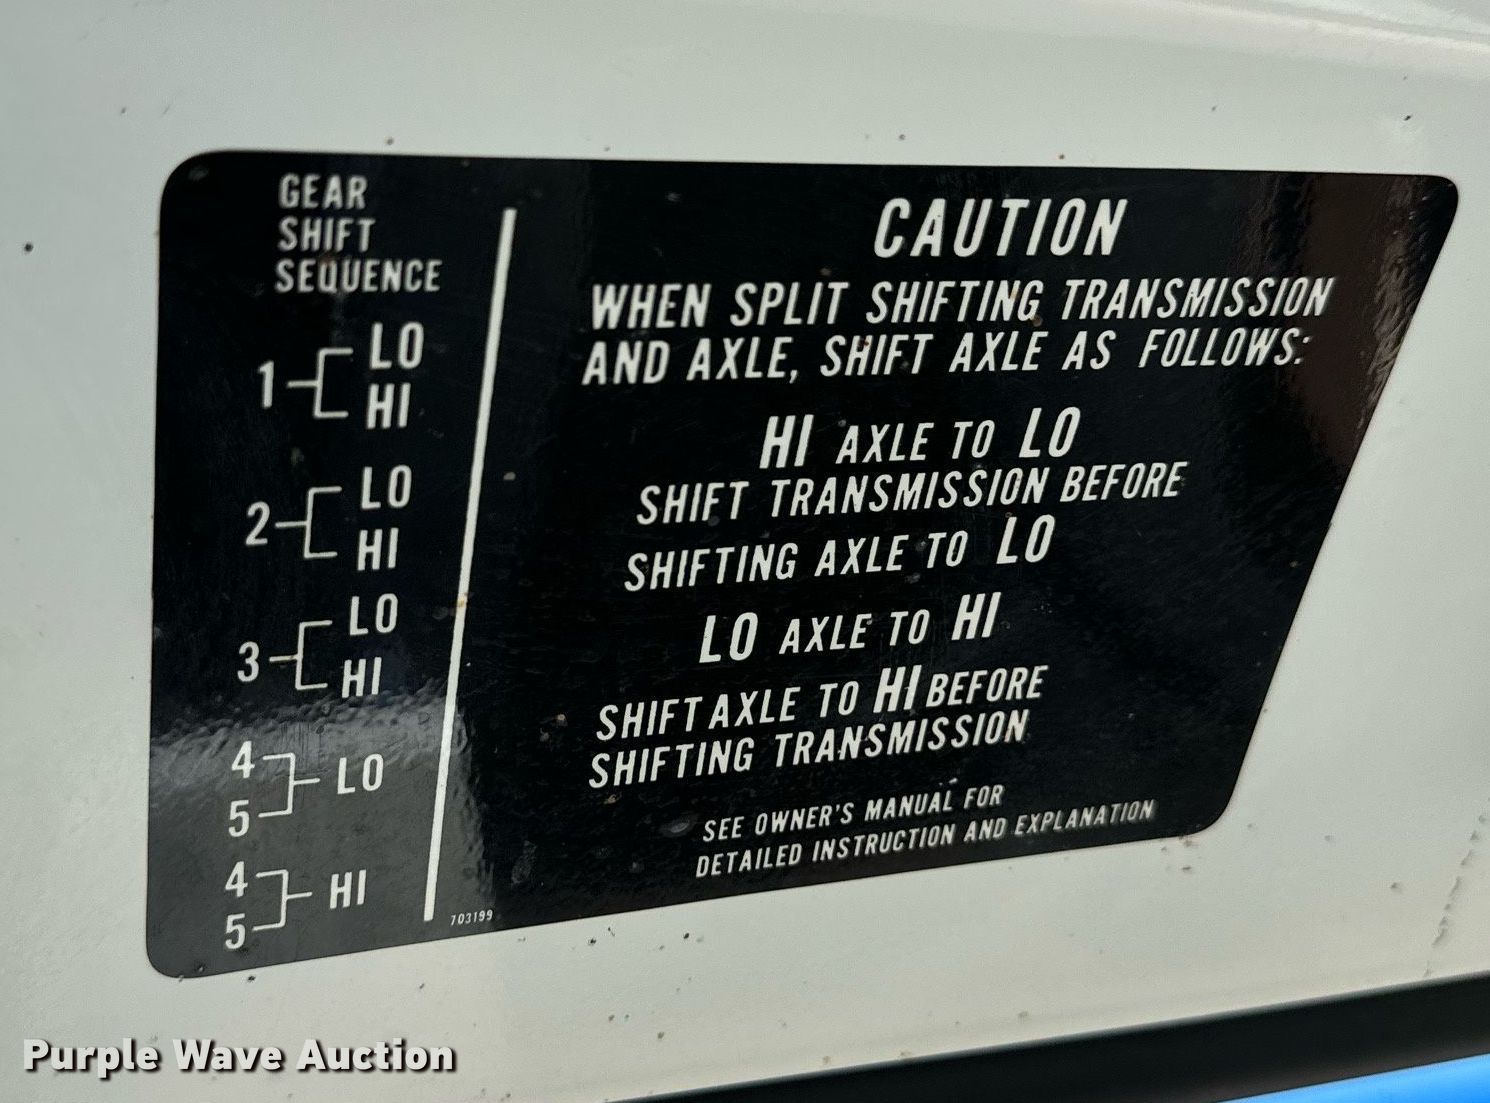 GEAR
SHIFT
SEQUENCE
1 LO
HI
2 LO
HI
3 LO
HI
4
5 LO
4
5 HI
703199
CAUTION
WHEN SPLIT SHIFTING TRANSMISSION
AND AXLE, SHIFT AXLE AS FOLLOWS:
HI AXLE TO LO
SHIFT TRANSMISSION BEFORE
SHIFTING AXLE TO LO
LO AXLE TO HI
SHIFT AXLE TO HI BEFORE
SHIFTING TRANSMISSION
SEE OWNER'S MANUAL FOR
DETAILED INSTRUCTION AND EXPLANATION
Purple Wave Auction